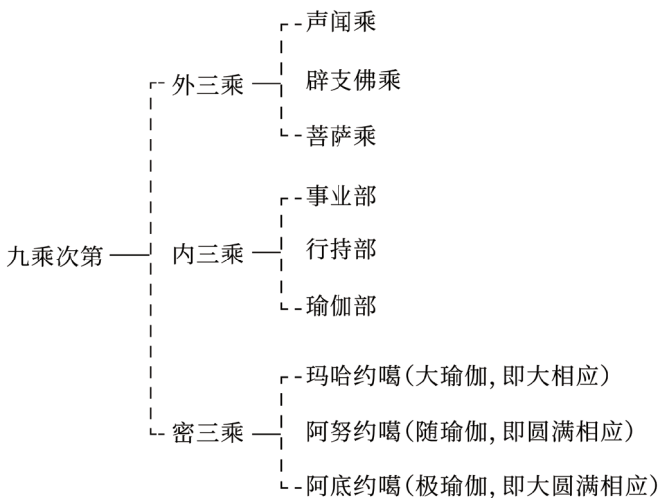 九乘次第
外三乘
声闻乘
辟支佛乘
菩萨乘
内三乘
事业部
行持部
瑜伽部
密三乘
玛哈约噶(大瑜伽,即大相应)
阿努约噶(随瑜伽,即圆满相应)
阿底约噶(极瑜伽,即大圆满相应)